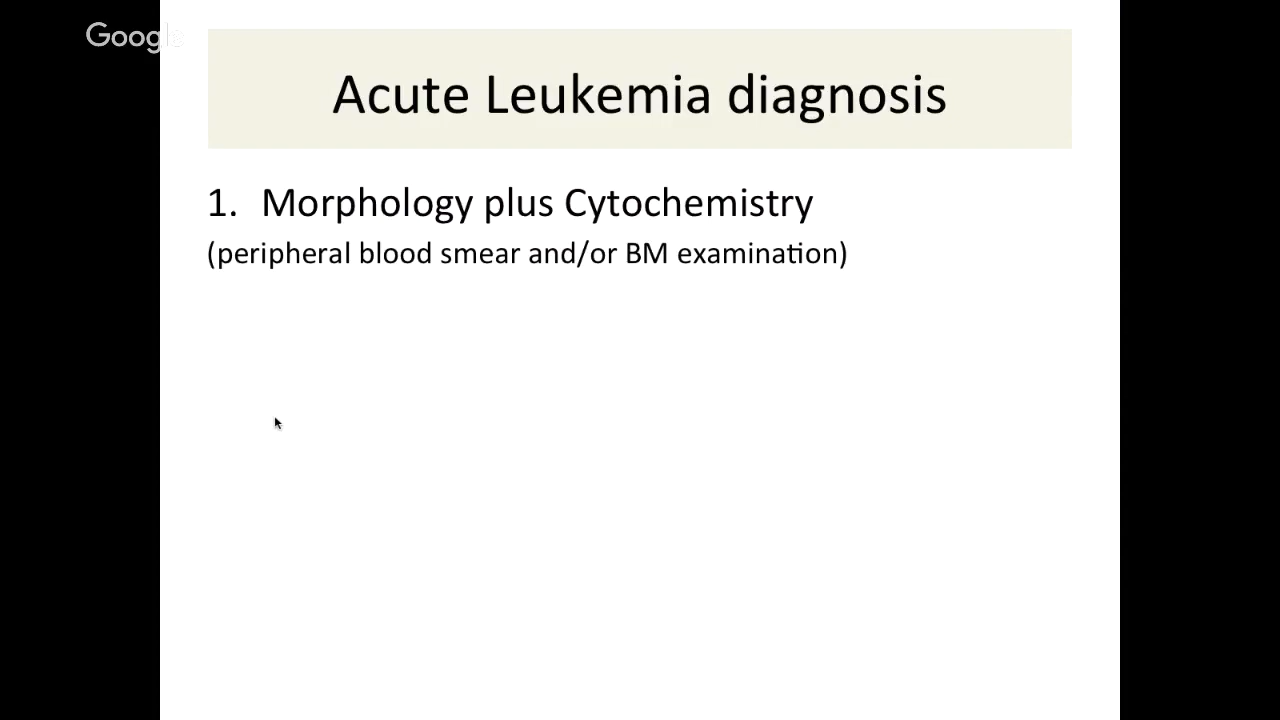 Google
Acute Leukemia diagnosis
1. Morphology plus Cytochemistry
(peripheral blood smear and/or BM examination)